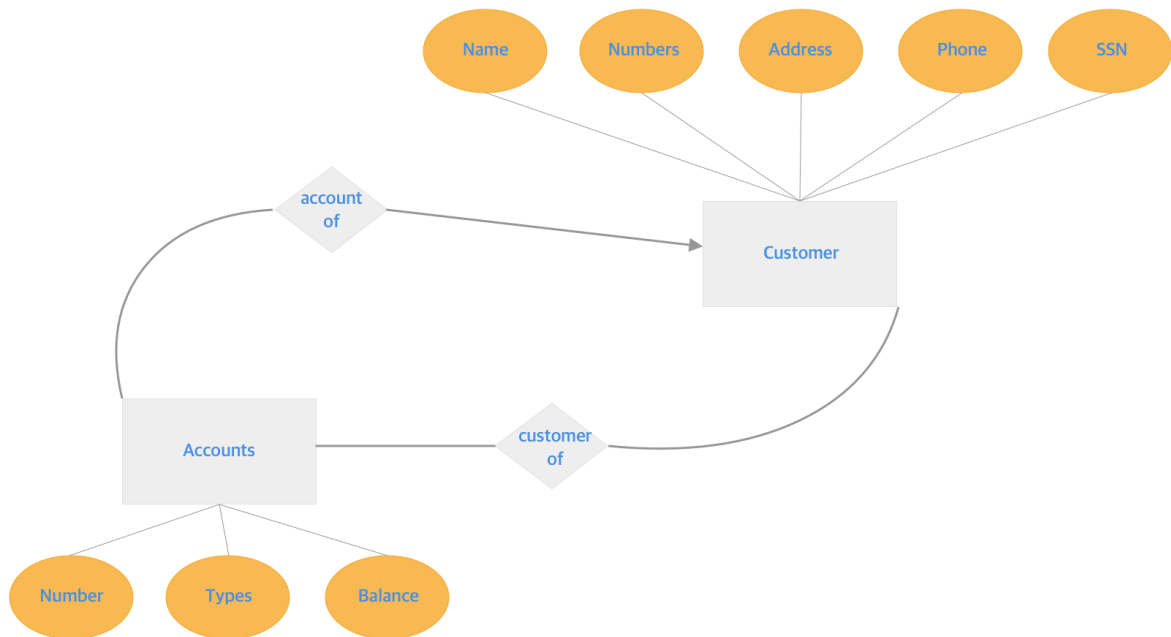 Name
Numbers
Address
Phone
SSN
account
of
Customer
Accounts
customer
of
Number
Types
Balance